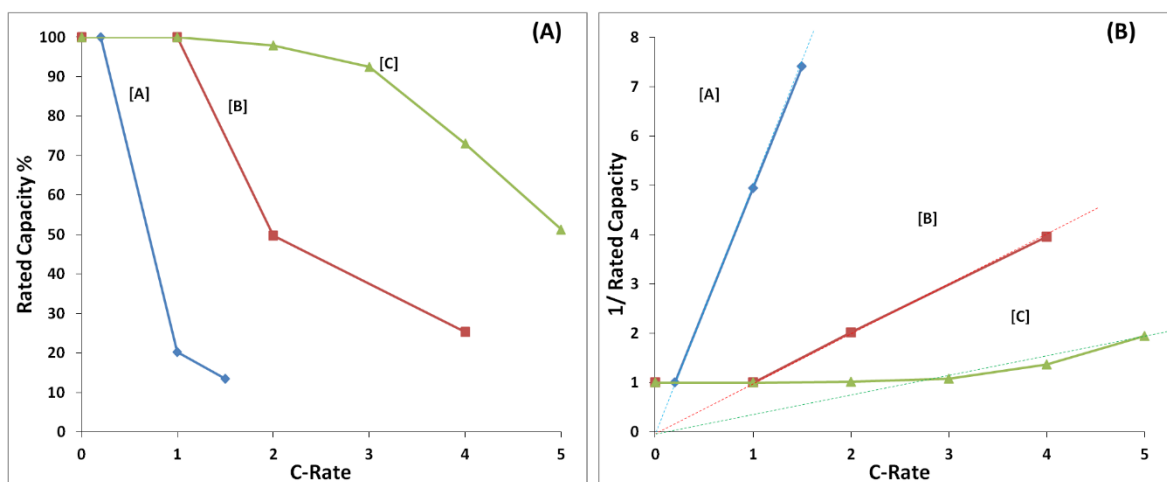 (A)
Rated Capacity %
100
90
80
70
60
50
40
30
20
10
0
[A]
[B]
[C]
0 1 2 3 4 5
C-Rate
(B)
1/ Rated Capacity
8
7
6
5
4
3
2
1
0
[A]
[B]
[C]
0 1 2 3 4 5
C-Rate